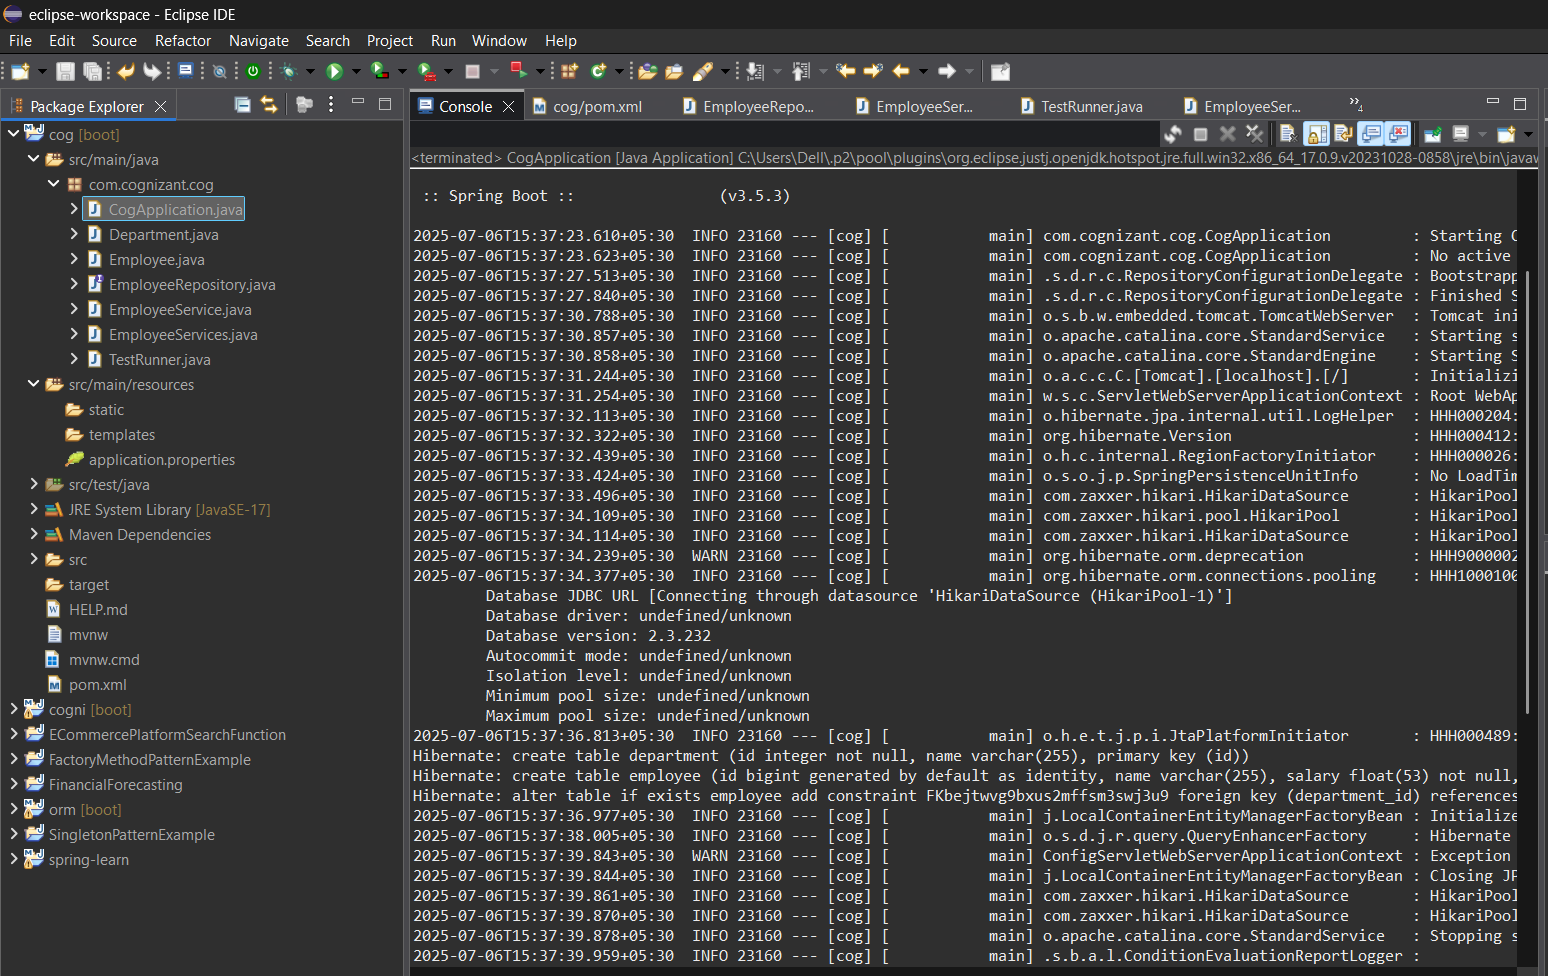 eclipse-workspace - Eclipse IDE
File Edit Source Refactor Navigate Search Project Run Window Help
Package Explorer
Console cog/pom.xml EmployeeRepo... EmployeeSer... TestRunner.java EmployeeSer... »4
cog [boot]
src/main/java
com.cognizant.cog
CogApplication.java
Department.java
Employee.java
EmployeeRepository.java
EmployeeService.java
EmployeeServices.java
TestRunner.java
src/main/resources
static
templates
application.properties
src/test/java
JRE System Library [JavaSE-17]
Maven Dependencies
src
target
HELP.md
mvnw
mvnw.cmd
pom.xml
cogni [boot]
ECommercePlatformSearchFunction
FactoryMethodPatternExample
FinancialForecasting
orm [boot]
SingletonPatternExample
spring-learn
<terminated> CogApplication [Java Application] C:\Users\Dell\.p2\pool\plugins\org.eclipse.justj.openjdk.hotspot.jre.full.win32.x86_64_17.0.9.v20231028-0858\jre\bin\javaw
:: Spring Boot :: (v3.5.3)
2025-07-06T15:37:23.610+05:30 INFO 23160 --- [cog] [ main] com.cognizant.cog.CogApplication : Starting C
2025-07-06T15:37:23.623+05:30 INFO 23160 --- [cog] [ main] com.cognizant.cog.CogApplication : No active
2025-07-06T15:37:27.513+05:30 INFO 23160 --- [cog] [ main] .s.d.r.c.RepositoryConfigurationDelegate : Bootstrapp
2025-07-06T15:37:27.840+05:30 INFO 23160 --- [cog] [ main] .s.d.r.c.RepositoryConfigurationDelegate : Finished S
2025-07-06T15:37:30.788+05:30 INFO 23160 --- [cog] [ main] o.s.b.w.embedded.tomcat.TomcatWebServer : Tomcat ini
2025-07-06T15:37:30.857+05:30 INFO 23160 --- [cog] [ main] o.apache.catalina.core.StandardService : Starting s
2025-07-06T15:37:30.858+05:30 INFO 23160 --- [cog] [ main] o.apache.catalina.core.StandardEngine : Starting S
2025-07-06T15:37:31.244+05:30 INFO 23160 --- [cog] [ main] o.a.c.c.C.[Tomcat].[localhost].[/] : Initializi
2025-07-06T15:37:31.254+05:30 INFO 23160 --- [cog] [ main] w.s.c.ServletWebServerApplicationContext : Root WebAp
2025-07-06T15:37:32.113+05:30 INFO 23160 --- [cog] [ main] o.hibernate.jpa.internal.util.LogHelper : HHH000204:
2025-07-06T15:37:32.322+05:30 INFO 23160 --- [cog] [ main] org.hibernate.Version : HHH000412:
2025-07-06T15:37:32.439+05:30 INFO 23160 --- [cog] [ main] o.h.c.internal.RegionFactoryInitiator : HHH000026:
2025-07-06T15:37:33.424+05:30 INFO 23160 --- [cog] [ main] o.s.o.j.p.SpringPersistenceUnitInfo : No LoadTim
2025-07-06T15:37:33.496+05:30 INFO 23160 --- [cog] [ main] com.zaxxer.hikari.HikariDataSource : HikariPool
2025-07-06T15:37:34.109+05:30 INFO 23160 --- [cog] [ main] com.zaxxer.hikari.pool.HikariPool : HikariPool
2025-07-06T15:37:34.114+05:30 INFO 23160 --- [cog] [ main] com.zaxxer.hikari.HikariDataSource : HikariPool
2025-07-06T15:37:34.239+05:30 WARN 23160 --- [cog] [ main] org.hibernate.orm.deprecation : HHH9000002
2025-07-06T15:37:34.377+05:30 INFO 23160 --- [cog] [ main] org.hibernate.orm.connections.pooling : HHH1000100
Database JDBC URL [Connecting through datasource 'HikariDataSource (HikariPool-1)']
Database driver: undefined/unknown
Database version: 2.3.232
Autocommit mode: undefined/unknown
Isolation level: undefined/unknown
Minimum pool size: undefined/unknown
Maximum pool size: undefined/unknown
2025-07-06T15:37:36.813+05:30 INFO 23160 --- [cog] [ main] o.h.e.t.j.p.i.JtaPlatformInitiator : HHH000489:
Hibernate: create table department (id integer not null, name varchar(255), primary key (id))
Hibernate: create table employee (id bigint generated by default as identity, name varchar(255), salary float(53) not null,
Hibernate: alter table if exists employee add constraint FKbejtwvg9bxus2mffsm3swj3u9 foreign key (department_id) references
2025-07-06T15:37:36.977+05:30 INFO 23160 --- [cog] [ main] j.LocalContainerEntityManagerFactoryBean : Initialize
2025-07-06T15:37:38.005+05:30 INFO 23160 --- [cog] [ main] o.s.d.j.r.query.QueryEnhancerFactory : Hibernate
2025-07-06T15:37:39.843+05:30 WARN 23160 --- [cog] [ main] ConfigServletWebServerApplicationContext : Exception
2025-07-06T15:37:39.844+05:30 INFO 23160 --- [cog] [ main] j.LocalContainerEntityManagerFactoryBean : Closing JP
2025-07-06T15:37:39.861+05:30 INFO 23160 --- [cog] [ main] com.zaxxer.hikari.HikariDataSource : HikariPool
2025-07-06T15:37:39.870+05:30 INFO 23160 --- [cog] [ main] com.zaxxer.hikari.HikariDataSource : HikariPool
2025-07-06T15:37:39.878+05:30 INFO 23160 --- [cog] [ main] o.apache.catalina.core.StandardService : Stopping s
2025-07-06T15:37:39.959+05:30 INFO 23160 --- [cog] [ main] .s.b.a.l.ConditionEvaluationReportLogger :